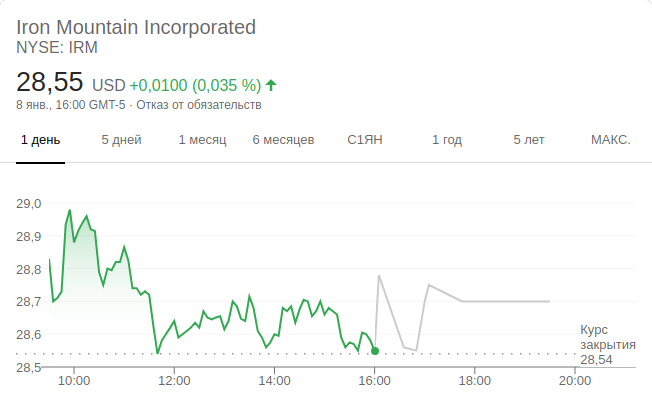 Iron Mountain Incorporated
NYSE: IRM
28,55 USD +0,0100 (0,035 %)
8 янв., 16:00 GMT-5 · Отказ от обязательств
1 день 5 дней 1 месяц 6 месяцев С1ЯН 1 год 5 лет МАКС.
29,0
28,9
28,8
28,7
28,6
28,5
Курс
закрытия
28,54
10:00 12:00 14:00 16:00 18:00 20:00